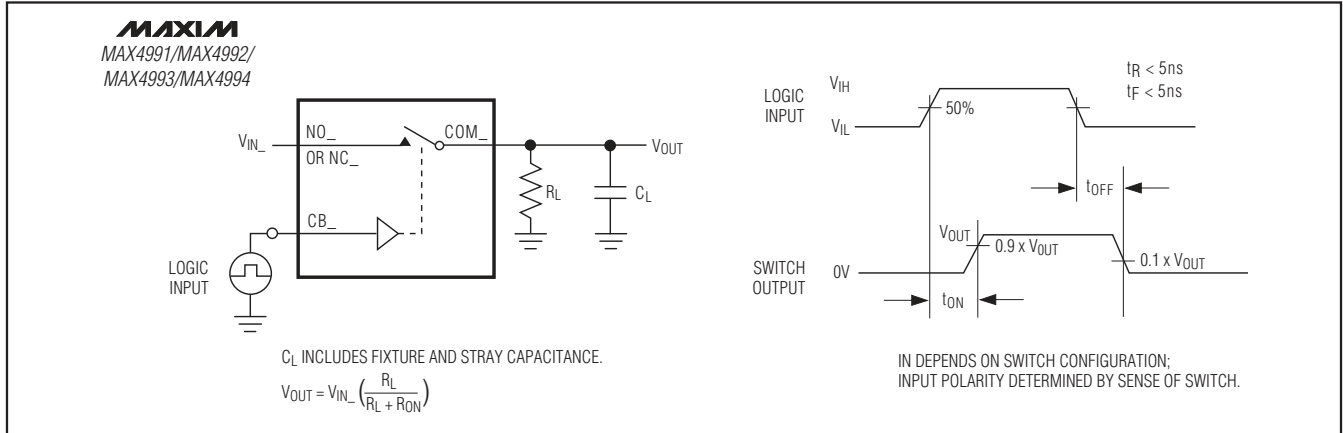 MAXIM
MAX4991/MAX4992/
MAX4993/MAX4994
VIN_
NO_
OR NC_
COM_
VOUT
RL
CL
CB_
LOGIC
INPUT
CL INCLUDES FIXTURE AND STRAY CAPACITANCE.
VOUT = VIN_ (RL / RL + RON)
LOGIC
INPUT
VIH
VIL
50%
tR < 5ns
tF < 5ns
tOFF
SWITCH
OUTPUT
VOUT
0V
0.9 x VOUT
0.1 x VOUT
tON
IN DEPENDS ON SWITCH CONFIGURATION;
INPUT POLARITY DETERMINED BY SENSE OF SWITCH.